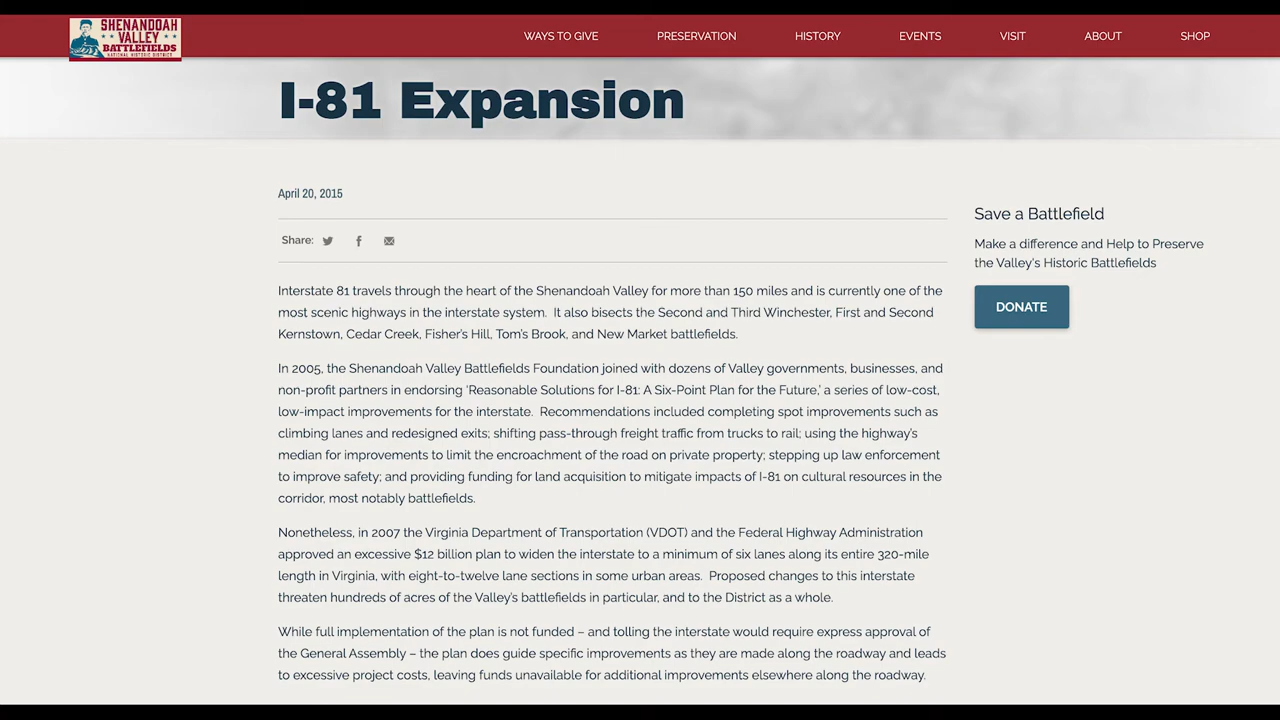 SHENANDOAH
VALLEY
BATTLEFIELDS
NATIONAL HISTORIC DISTRICT
WAYS TO GIVE
PRESERVATION
HISTORY
EVENTS
VISIT
ABOUT
SHOP
I-81 Expansion
April 20, 2015
Share:
Interstate 81 travels through the heart of the Shenandoah Valley for more than 150 miles and is currently one of the
most scenic highways in the interstate system.  It also bisects the Second and Third Winchester, First and Second
Kernstown, Cedar Creek, Fisher's Hill, Tom's Brook, and New Market battlefields.
In 2005, the Shenandoah Valley Battlefields Foundation joined with dozens of Valley governments, businesses, and
non-profit partners in endorsing ‘Reasonable Solutions for I-81: A Six-Point Plan for the Future,’ a series of low-cost,
low-impact improvements for the interstate.  Recommendations included completing spot improvements such as
climbing lanes and redesigned exits; shifting pass-through freight traffic from trucks to rail; using the highway's
median for improvements to limit the encroachment of the road on private property; stepping up law enforcement
to improve safety; and providing funding for land acquisition to mitigate impacts of I-81 on cultural resources in the
corridor, most notably battlefields.
Nonetheless, in 2007 the Virginia Department of Transportation (VDOT) and the Federal Highway Administration
approved an excessive $12 billion plan to widen the interstate to a minimum of six lanes along its entire 320-mile
length in Virginia, with eight-to-twelve lane sections in some urban areas.  Proposed changes to this interstate
threaten hundreds of acres of the Valley's battlefields in particular, and to the District as a whole.
While full implementation of the plan is not funded – and tolling the interstate would require express approval of
the General Assembly – the plan does guide specific improvements as they are made along the roadway and leads
to excessive project costs, leaving funds unavailable for additional improvements elsewhere along the roadway.
Save a Battlefield
Make a difference and Help to Preserve
the Valley's Historic Battlefields
DONATE